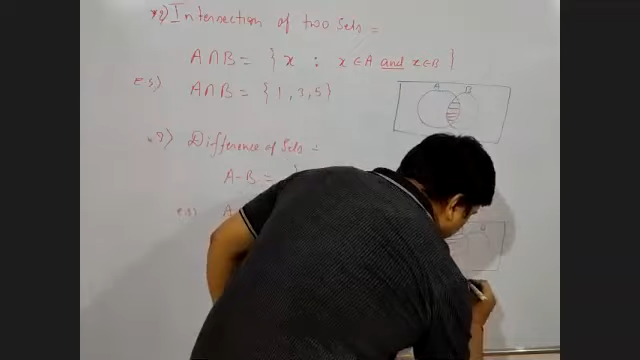 Intersection of two Sets =
A∩B = { x : x∈A and x∈B }
A∩B = { 1, 3, 5 }
A B
Difference of Sets =
A-B = {
A
B